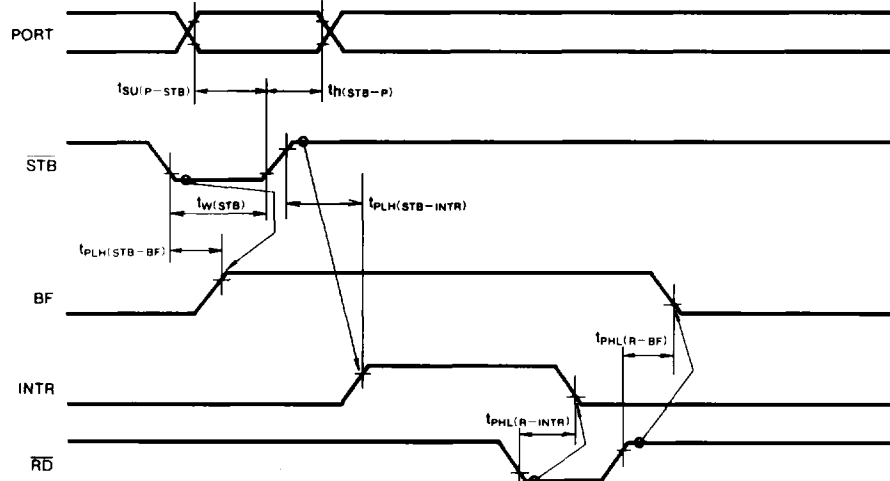 PORT
tSU(P-STB)
th(STB-P)
STB
tW(STB)
tPLH(STB-INTR)
tPLH(STB-BF)
BF
tPHL(R-BF)
INTR
tPHL(R-INTR)
RD